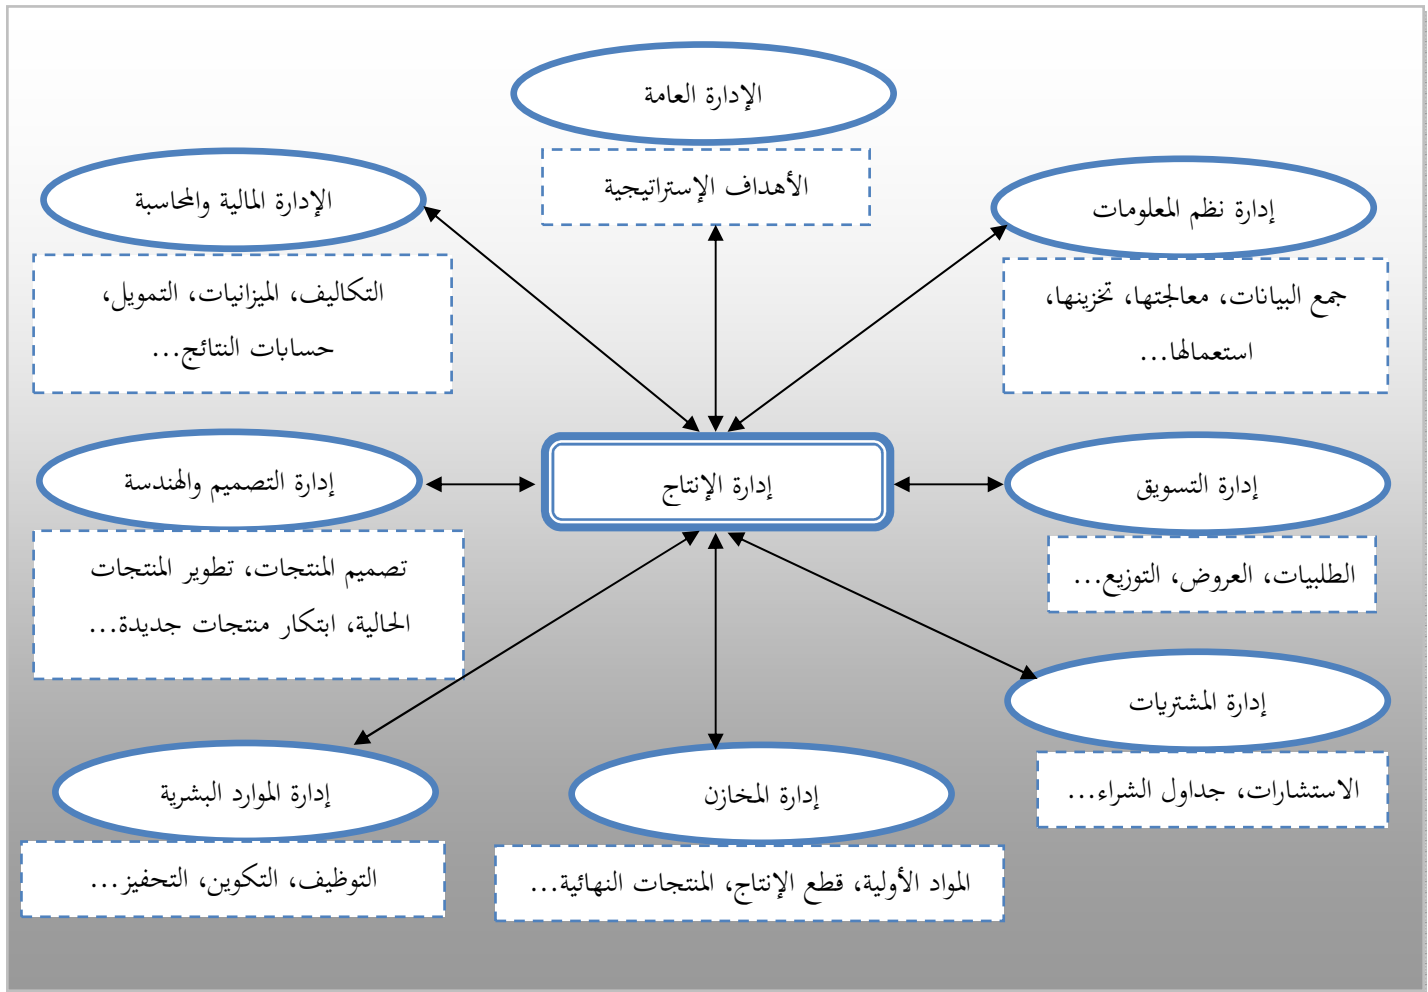 الإدارة العامة
الأهداف الإستراتيجية
إدارة نظم المعلومات
جمع البيانات، معالجتها، تخزينها،
استعمالها...
الإدارة المالية والمحاسبة
التكاليف، الميزانيات، التمويل،
حسابات النتائج...
إدارة التسويق
الطلبيات، العروض، التوزيع...
إدارة الإنتاج
إدارة التصميم والهندسة
تصميم المنتجات، تطوير المنتجات
الحالية، ابتكار منتجات جديدة...
إدارة المشتريات
الاستشارات، جداول الشراء...
إدارة المخازن
المواد الأولية، قطع الإنتاج، المنتجات النهائية...
إدارة الموارد البشرية
التوظيف، التكوين، التحفيز...